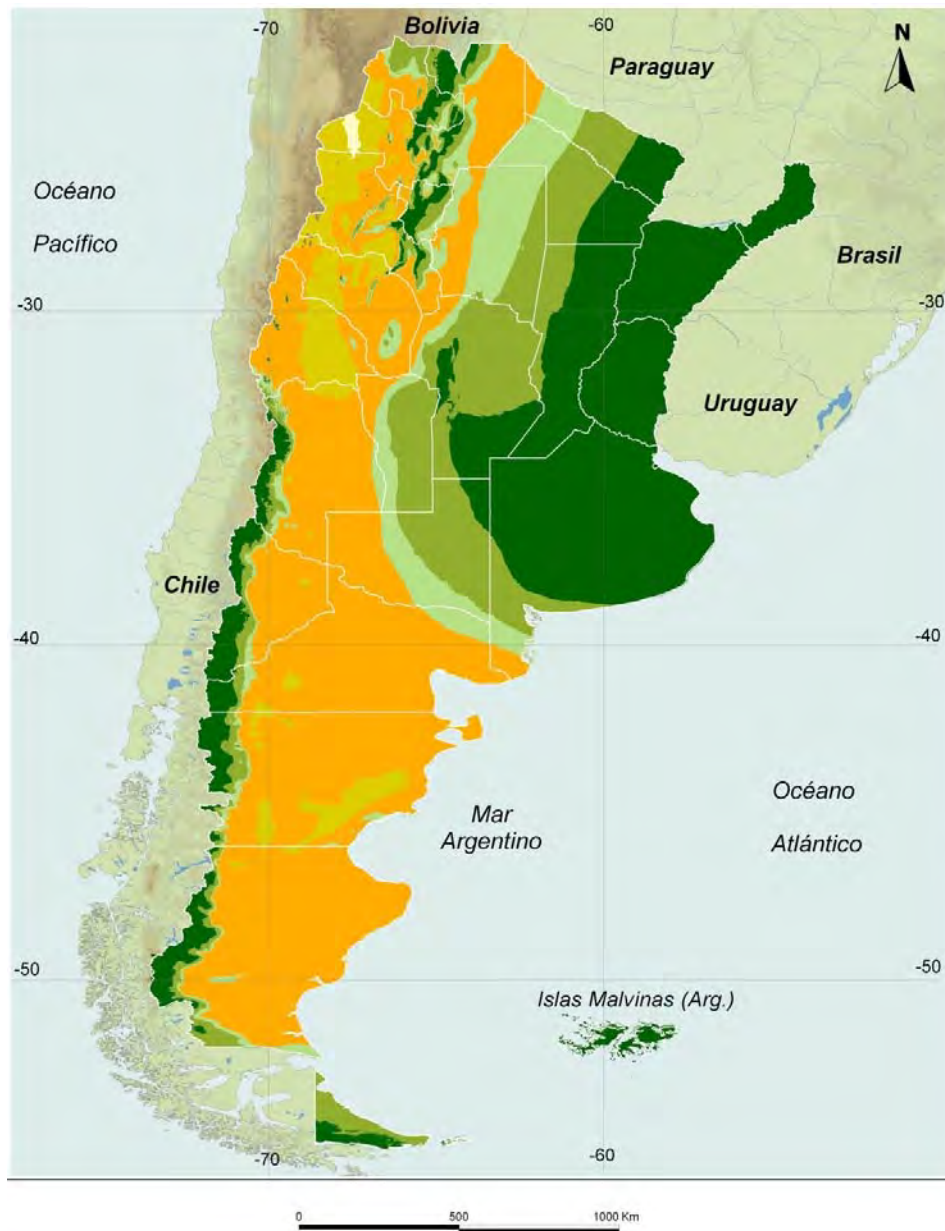 -70
Bolivia
-60
N
Paraguay
Océano
Pacífico
Brasil
-30
-30
Uruguay
Chile
-40
-40
Mar
Argentino
Océano
Atlántico
-50
-50
Islas Malvinas (Arg.)
-70
-60
0
500
1000 Km